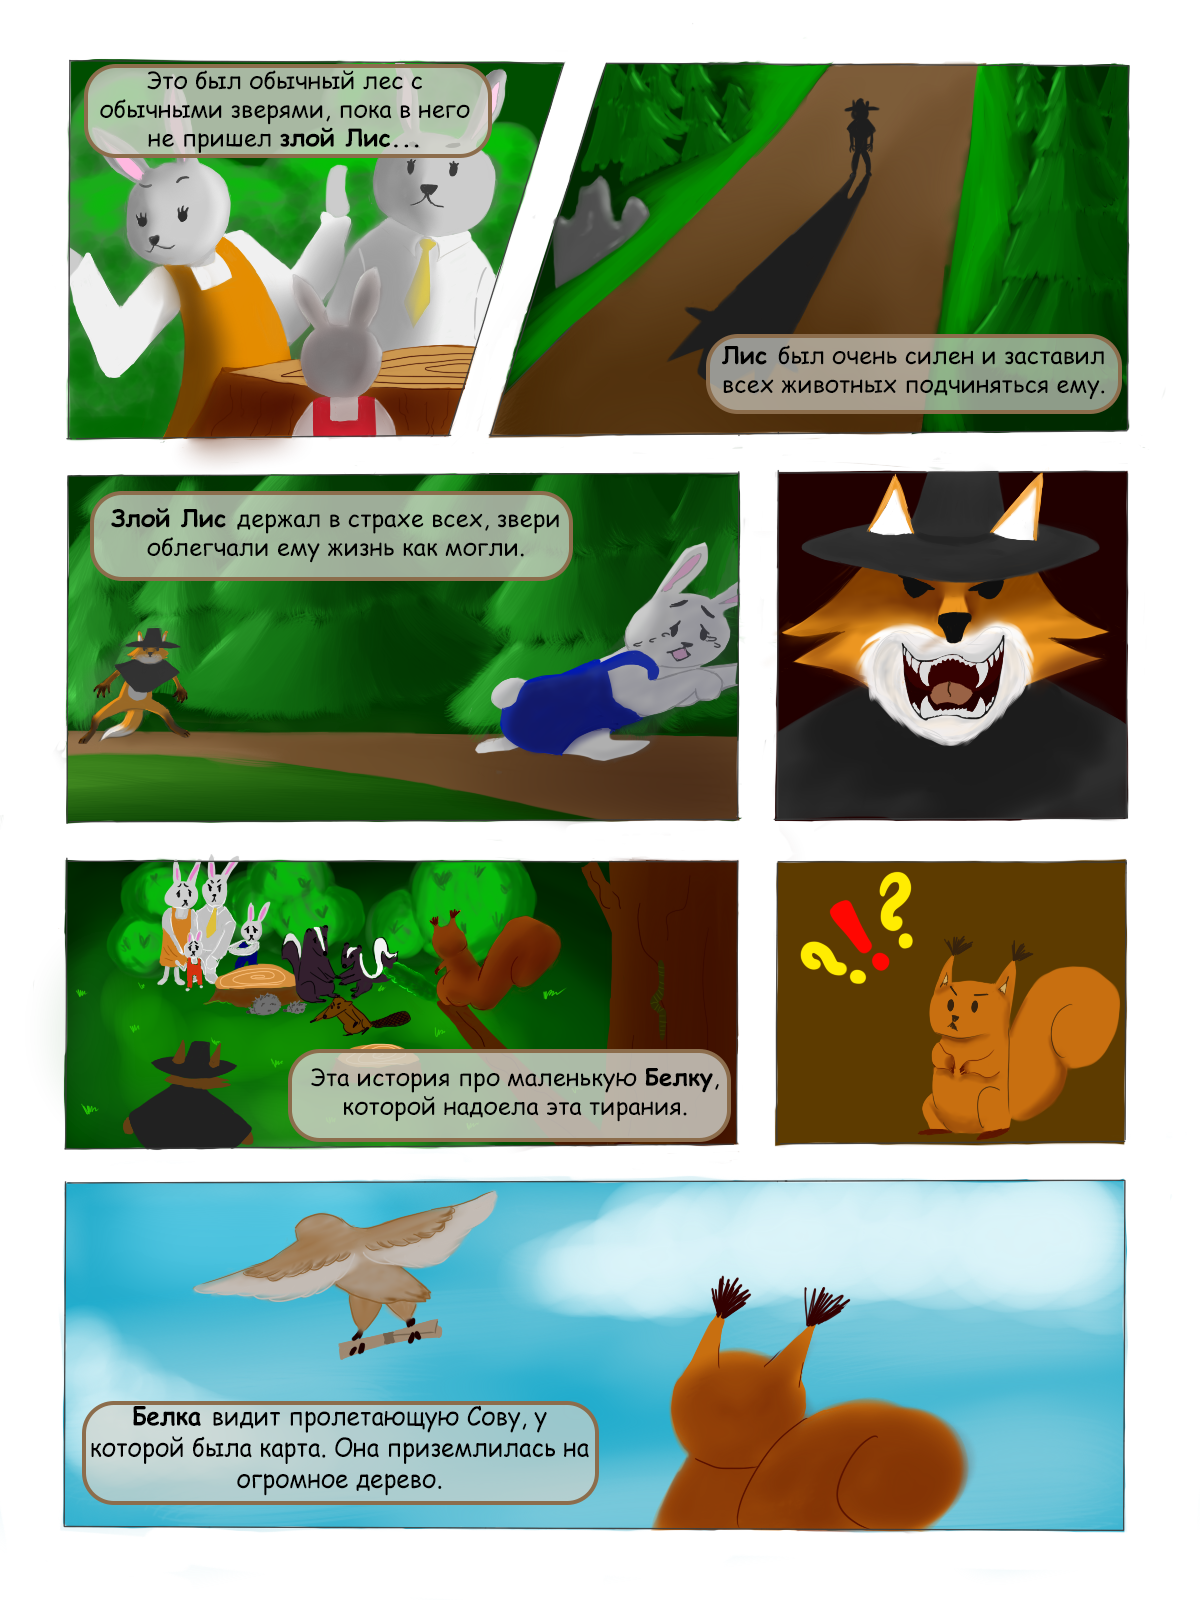 Это был обычный лес с
обычными зверями, пока в него
не пришел злой Лис...
Лис был очень силен и заставил
всех животных подчиняться ему.
Злой Лис держал в страхе всех, звери
облегчали ему жизнь как могли.
Эта история про маленькую Белку,
которой надоела эта тирания.
?!?
Белка видит пролетающую Сову, у
которой была карта. Она приземлилась на
огромное дерево.